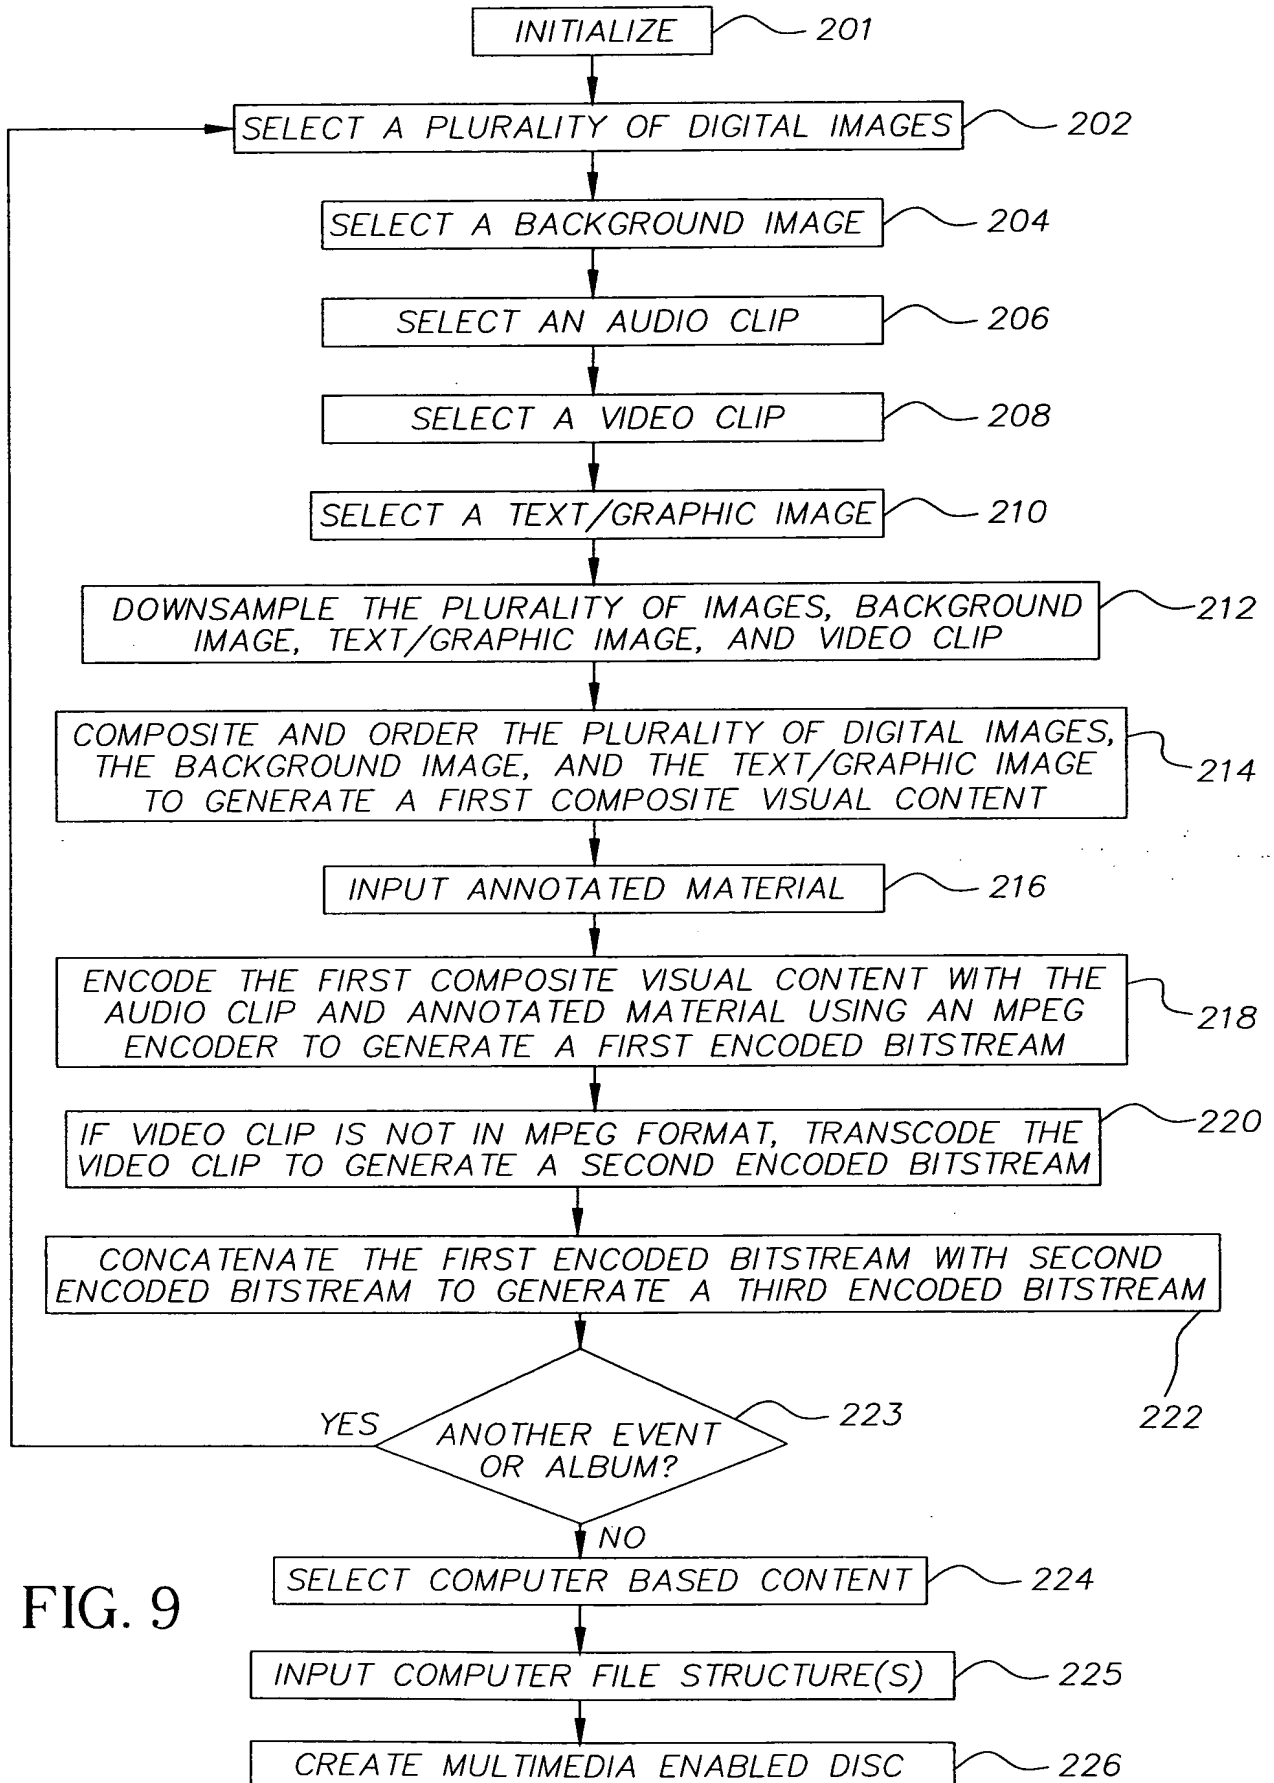 INITIALIZE 201
SELECT A PLURALITY OF DIGITAL IMAGES 202
SELECT A BACKGROUND IMAGE 204
SELECT AN AUDIO CLIP 206
SELECT A VIDEO CLIP 208
SELECT A TEXT/GRAPHIC IMAGE 210
DOWNSAMPLE THE PLURALITY OF IMAGES, BACKGROUND
IMAGE, TEXT/GRAPHIC IMAGE, AND VIDEO CLIP
212
COMPOSITE AND ORDER THE PLURALITY OF DIGITAL IMAGES,
THE BACKGROUND IMAGE, AND THE TEXT/GRAPHIC IMAGE
TO GENERATE A FIRST COMPOSITE VISUAL CONTENT
214
INPUT ANNOTATED MATERIAL 216
ENCODE THE FIRST COMPOSITE VISUAL CONTENT WITH THE
AUDIO CLIP AND ANNOTATED MATERIAL USING AN MPEG
ENCODER TO GENERATE A FIRST ENCODED BITSTREAM
218
IF VIDEO CLIP IS NOT IN MPEG FORMAT, TRANSCODE THE
VIDEO CLIP TO GENERATE A SECOND ENCODED BITSTREAM
220
CONCATENATE THE FIRST ENCODED BITSTREAM WITH SECOND
ENCODED BITSTREAM TO GENERATE A THIRD ENCODED BITSTREAM
222
YES
ANOTHER EVENT
OR ALBUM?
223
NO
SELECT COMPUTER BASED CONTENT 224
FIG. 9
INPUT COMPUTER FILE STRUCTURE(S) 225
CREATE MULTIMEDIA ENABLED DISC 226